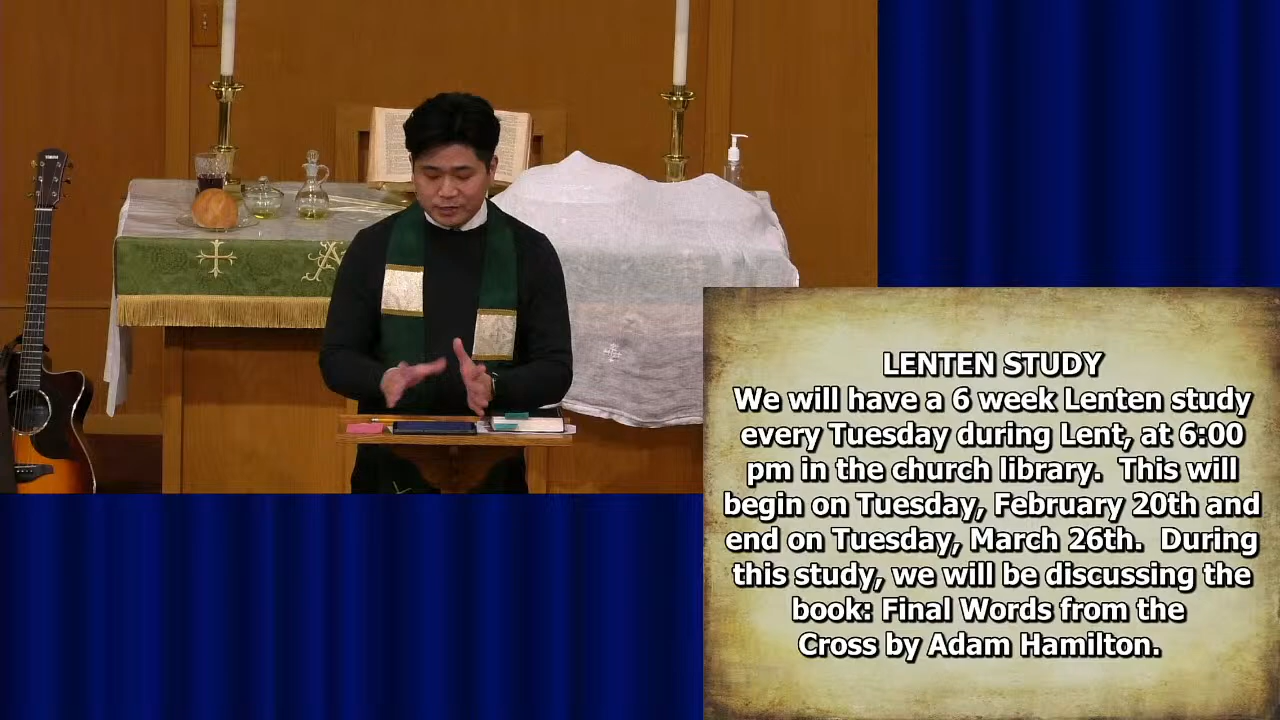 LENTEN STUDY
We will have a 6 week Lenten study
every Tuesday during Lent, at 6:00
pm in the church library.  This will
begin on Tuesday, February 20th and
end on Tuesday, March 26th.  During
this study, we will be discussing the
book: Final Words from the
Cross by Adam Hamilton.